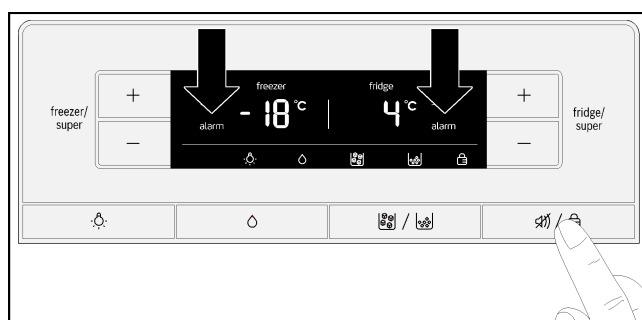 freezer
fridge
freezer/
super
+
-
- 18 °C
4 °C
alarm
alarm
+
-
fridge/
super
/
/